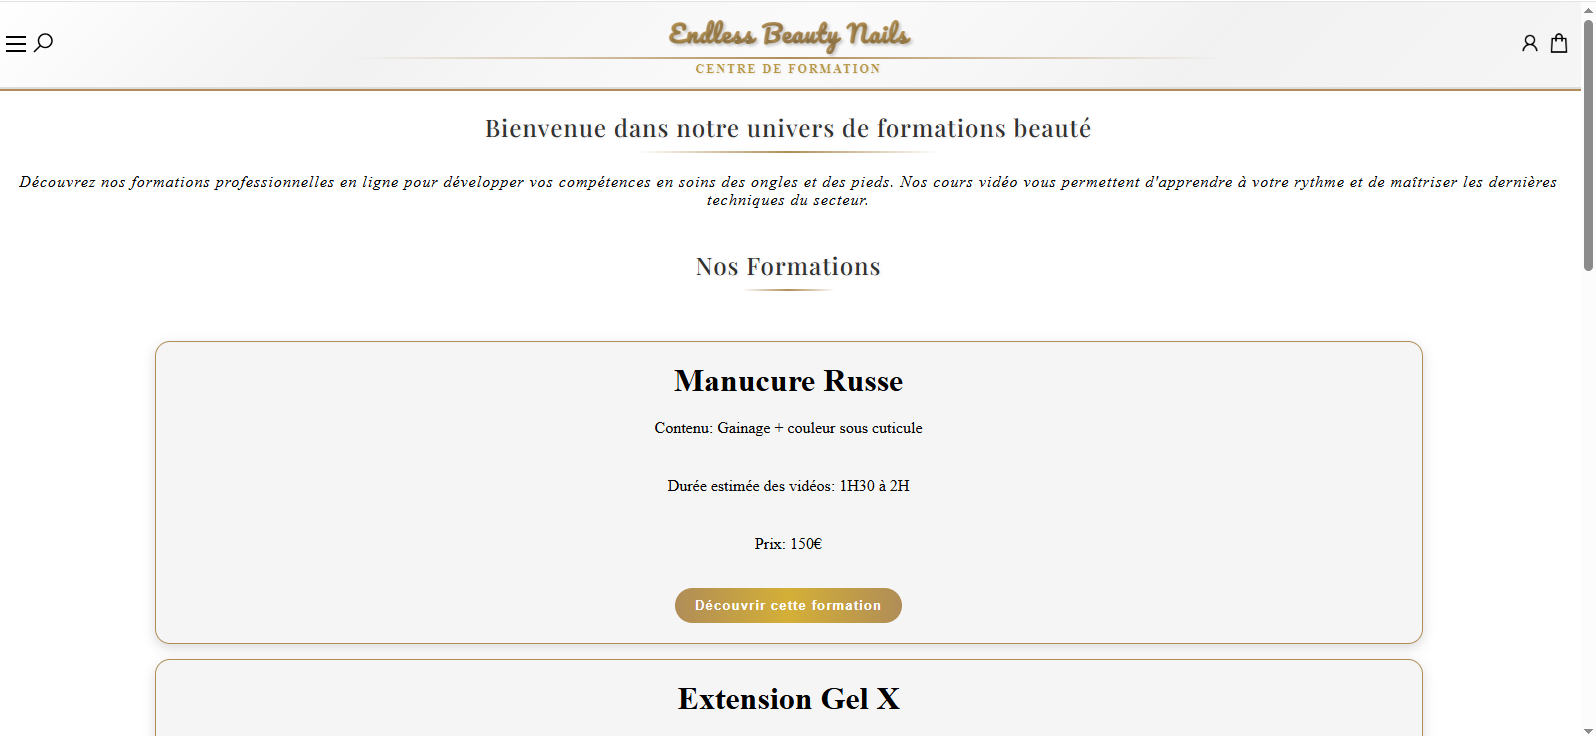 Endless Beauty Nails
CENTRE DE FORMATION
Bienvenue dans notre univers de formations beauté
Découvrez nos formations professionnelles en ligne pour développer vos compétences en soins des ongles et des pieds. Nos cours vidéo vous permettent d'apprendre à votre rythme et de maîtriser les dernières
techniques du secteur.
Nos Formations
Manucure Russe
Contenu: Gainage + couleur sous cuticule
Durée estimée des vidéos: 1H30 à 2H
Prix: 150€
Découvrir cette formation
Extension Gel X